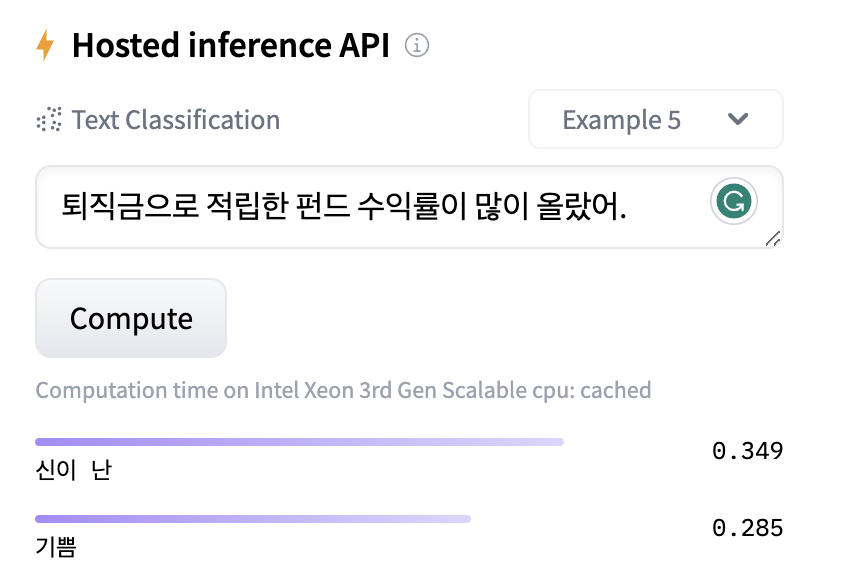 Hosted inference API
Text Classification
Example 5
퇴직금으로 적립한 펀드 수익률이 많이 올랐어.
Compute
Computation time on Intel Xeon 3rd Gen Scalable cpu: cached
신이 난
0.349
기쁨
0.285